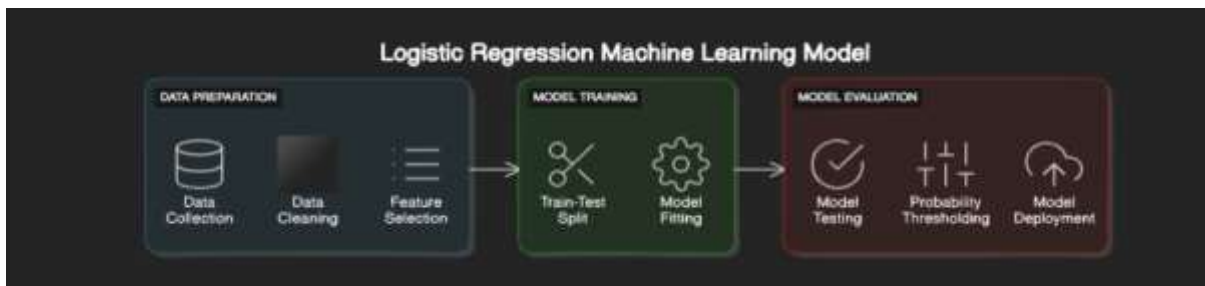 Logistic Regression Machine Learning Model
DATA PREPARATION
Data
Collection
Data
Cleaning
Feature
Selection
MODEL TRAINING
Train-Test
Split
Model
Fitting
MODEL EVALUATION
Model
Testing
Probability
Thresholding
Model
Deployment